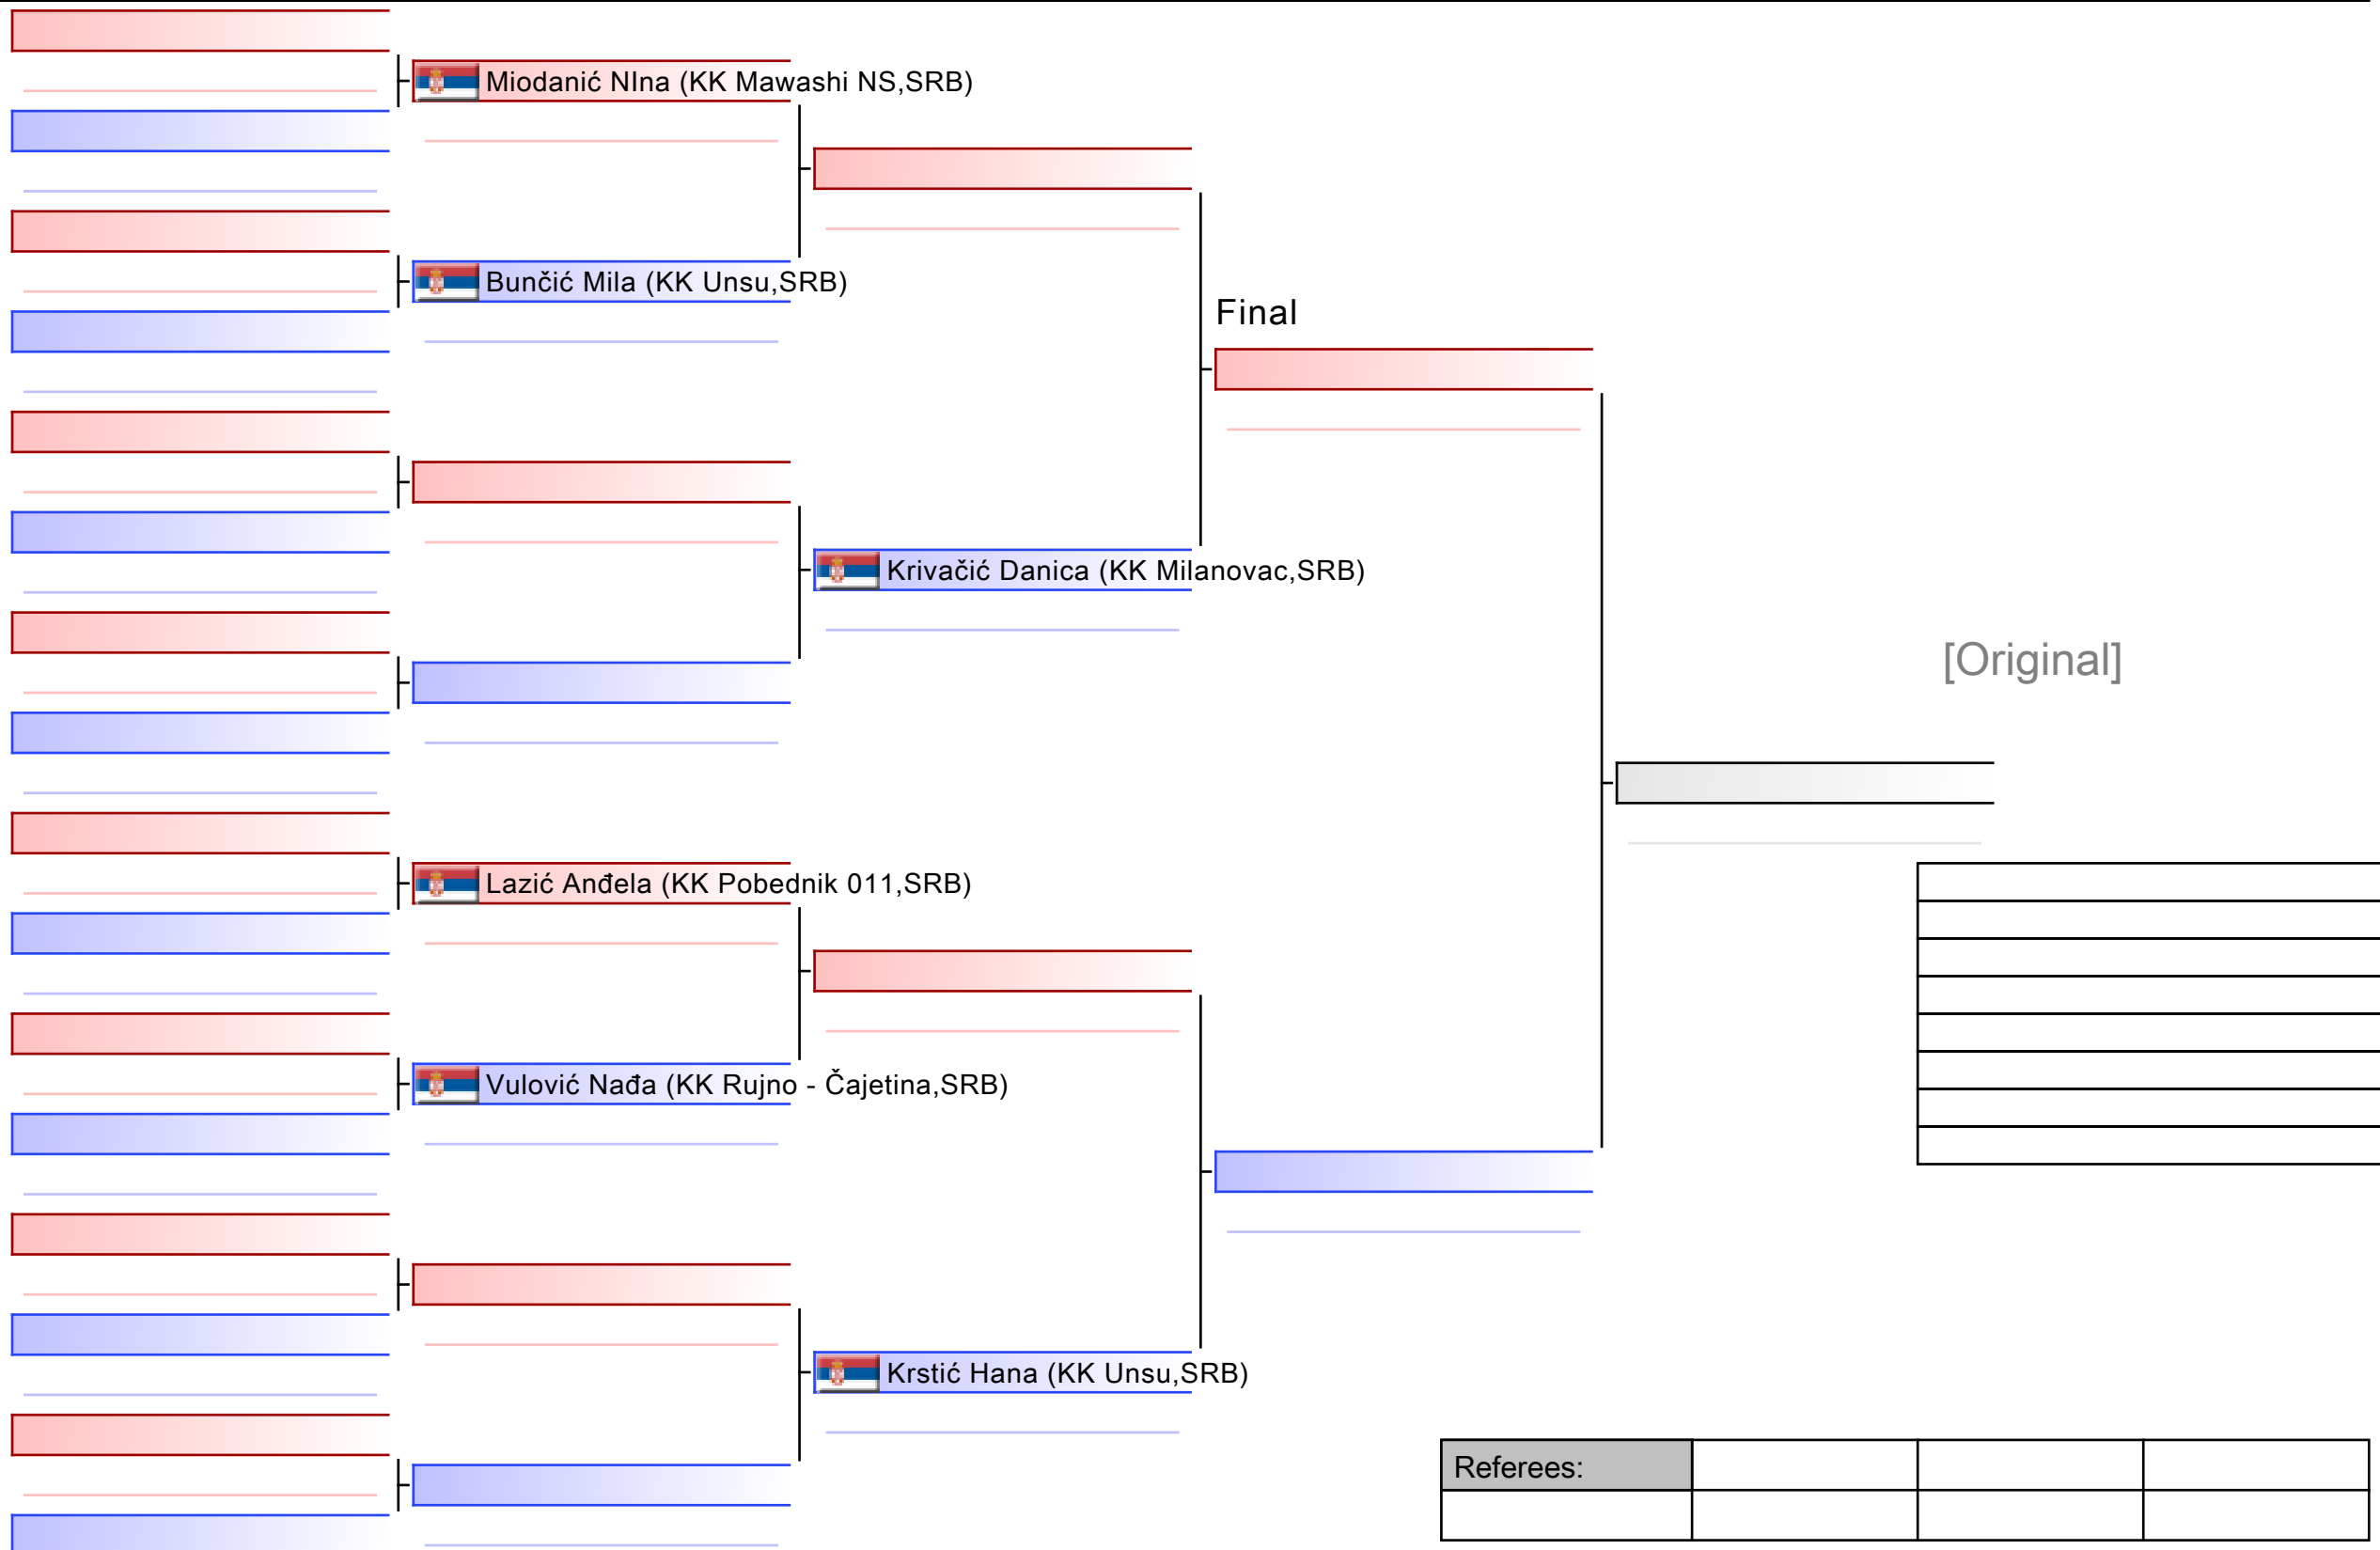 Miodanić NIna (KK Mawashi NS,SRB)
Bunčić Mila (KK Unsu,SRB)
Final
Krivačić Danica (KK Milanovac,SRB)
[Original]
Lazić Anđela (KK Pobednik 011,SRB)
Vulović Nađa (KK Rujno - Čajetina,SRB)
Krstić Hana (KK Unsu,SRB)
Referees: